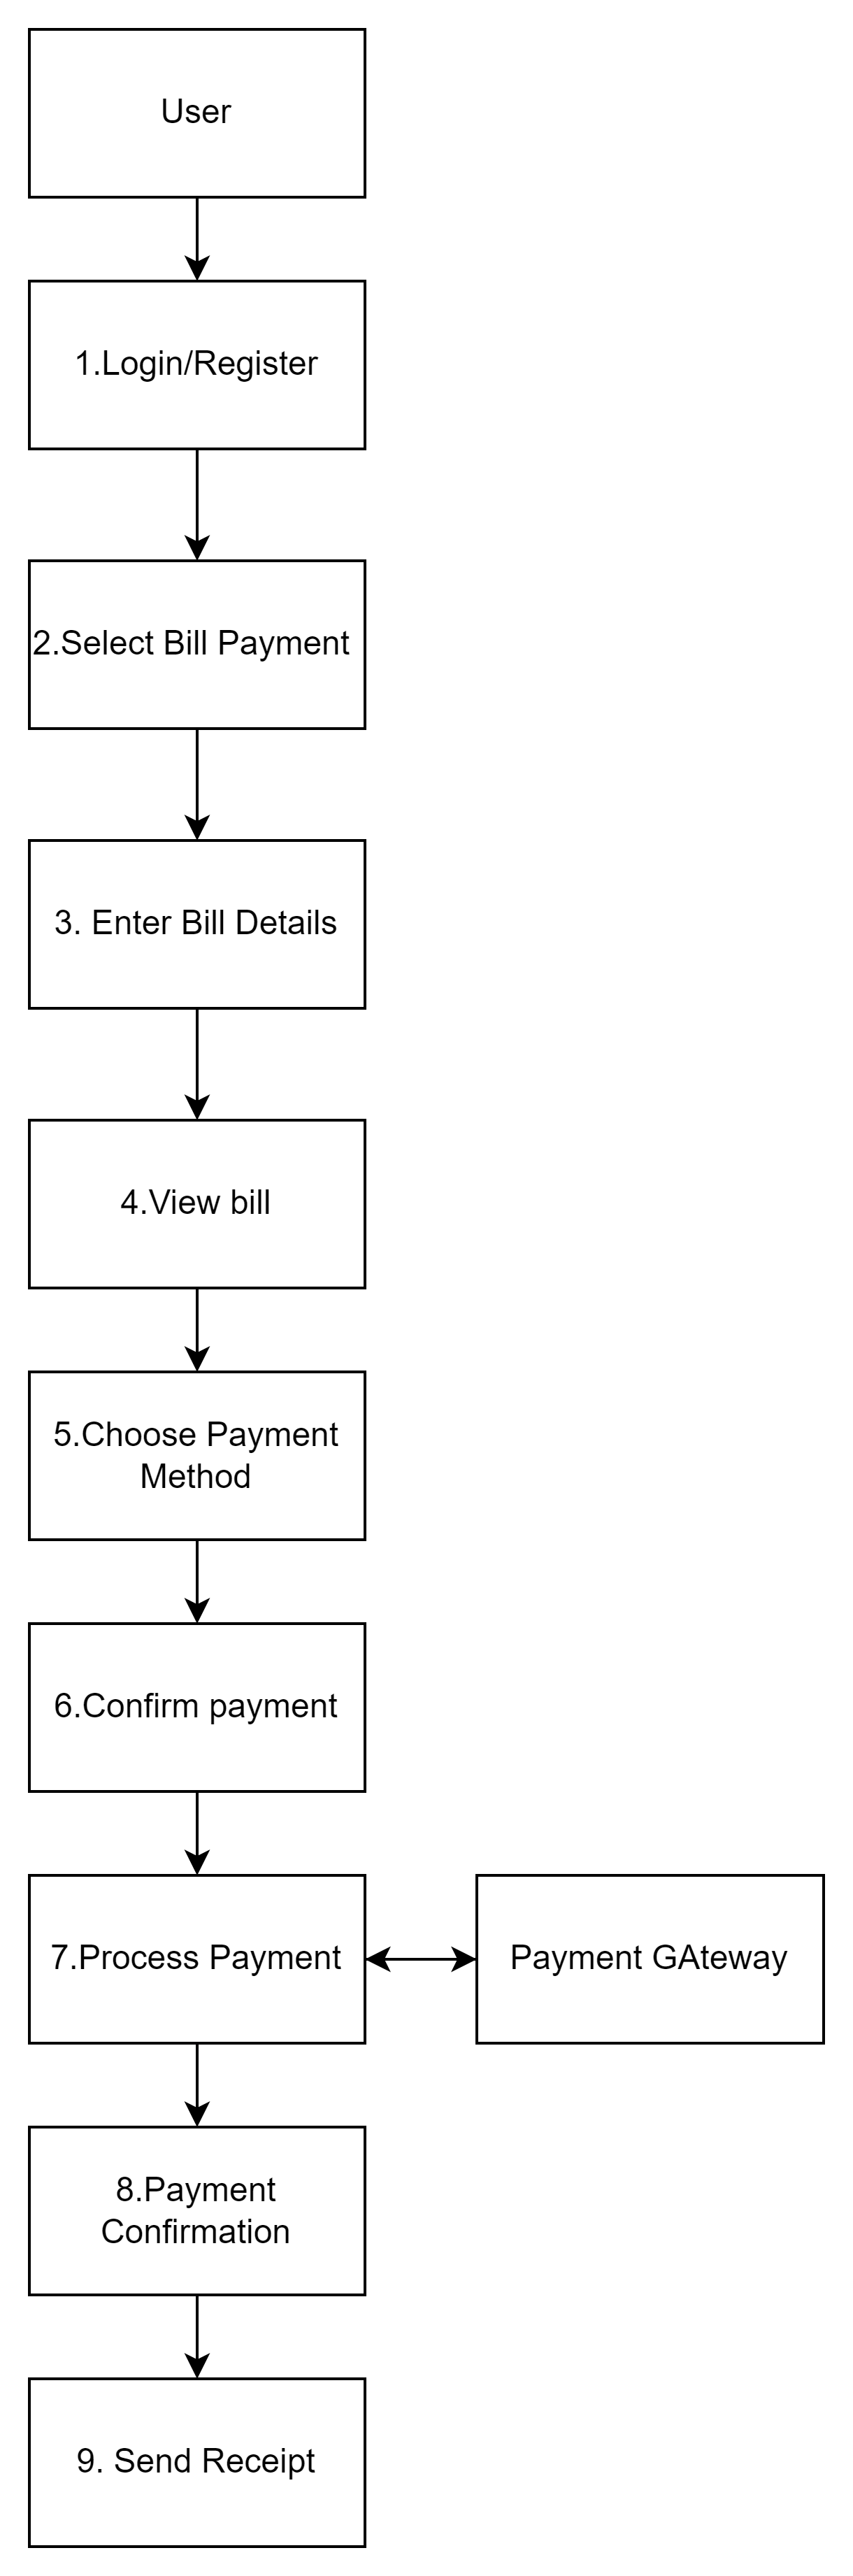 User
1.Login/Register
2.Select Bill Payment
3. Enter Bill Details
4.View bill
5.Choose Payment
Method
6.Confirm payment
7.Process Payment
Payment GAteway
8.Payment
Confirmation
9. Send Receipt